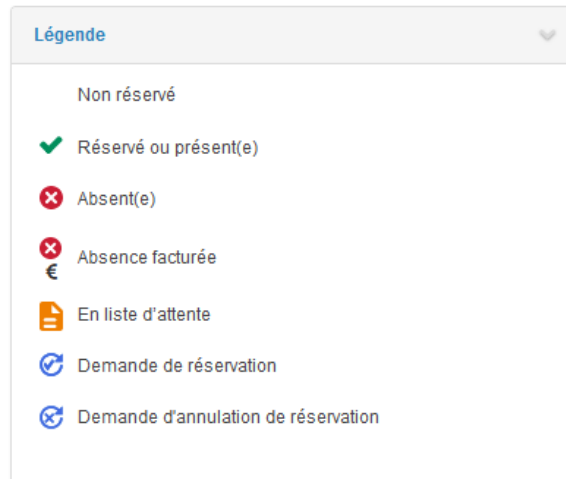 Légende
Non réservé
Réservé ou présent(e)
Absent(e)
€
Absence facturée
En liste d'attente
Demande de réservation
Demande d'annulation de réservation